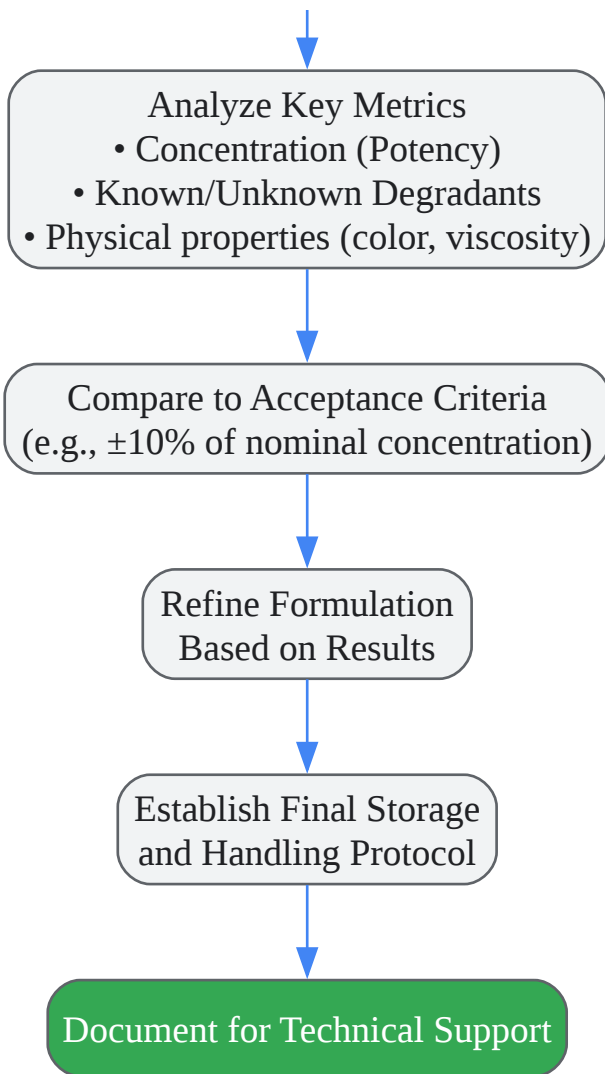 Analyze Key Metrics
• Concentration (Potency)
• Known/Unknown Degradants
• Physical properties (color, viscosity)
Compare to Acceptance Criteria
(e.g., ±10% of nominal concentration)
Refine Formulation
Based on Results
Establish Final Storage
and Handling Protocol
Document for Technical Support